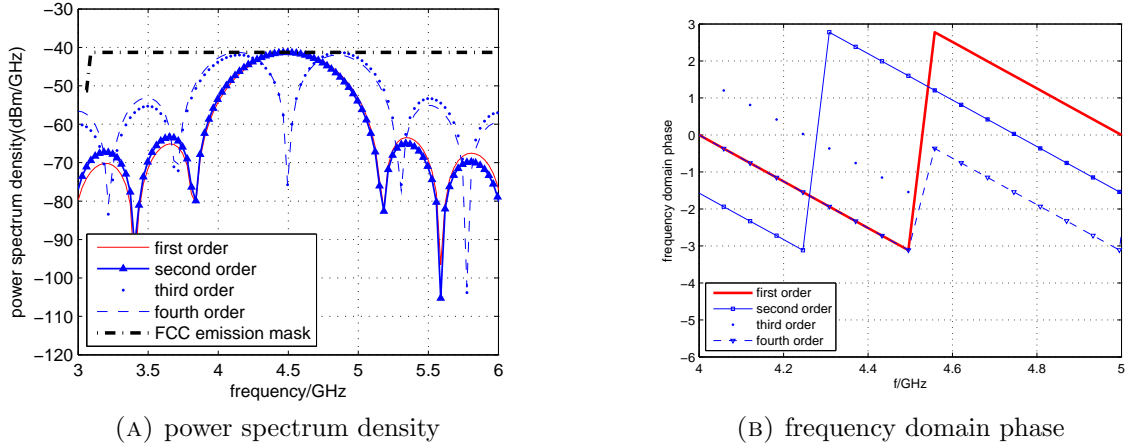 power spectrum density(dBm/GHz)
−30
−40
−50
−60
−70
−80
−90
−100
−110
−120
first order
second order
third order
fourth order
FCC emission mask
3 3.5 4 4.5 5 5.5 6
frequency/GHz
(A) power spectrum density
frequency domain phase
3
2
1
0
−1
−2
−3
−4
−5
−6
first order
second order
third order
fourth order
4 4.2 4.4 4.6 4.8 5
f/GHz
(B) frequency domain phase